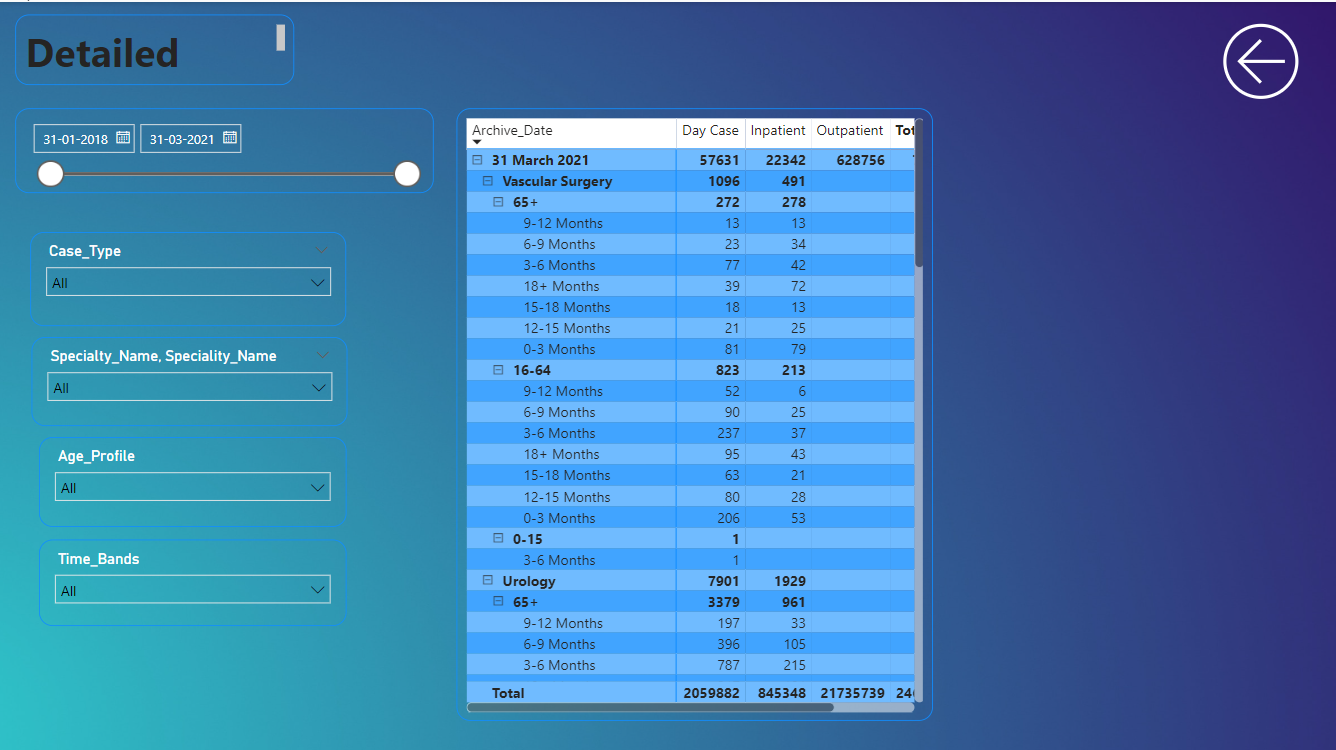 Detailed
31-01-2018 31-03-2021
Case_Type
All
Specialty_Name, Speciality_Name
All
Age_Profile
All
Time_Bands
All
Archive_Date Day Case Inpatient Outpatient
31 March 2021 57631 22342 628756
Vascular Surgery 1096 491
65+ 272 278
9-12 Months 13 13
6-9 Months 23 34
3-6 Months 77 42
18+ Months 39 72
15-18 Months 18 13
12-15 Months 21 25
0-3 Months 81 79
16-64 823 213
9-12 Months 52 6
6-9 Months 90 25
3-6 Months 237 37
18+ Months 95 43
15-18 Months 63 21
12-15 Months 80 28
0-3 Months 206 53
0-15 1
3-6 Months 1
Urology 7901 1929
65+ 3379 961
9-12 Months 197 33
6-9 Months 396 105
3-6 Months 787 215
Total 2059882 845348 21735739